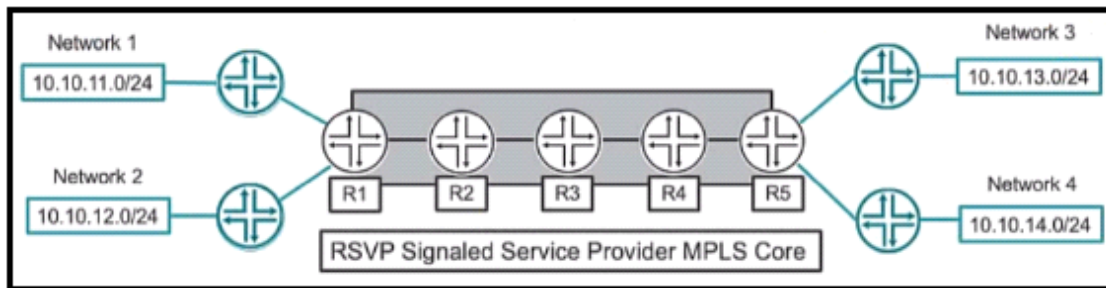 Network 1
10.10.11.0/24
Network 2
10.10.12.0/24
R1
R2
R3
R4
R5
RSVP Signaled Service Provider MPLS Core
Network 3
10.10.13.0/24
Network 4
10.10.14.0/24